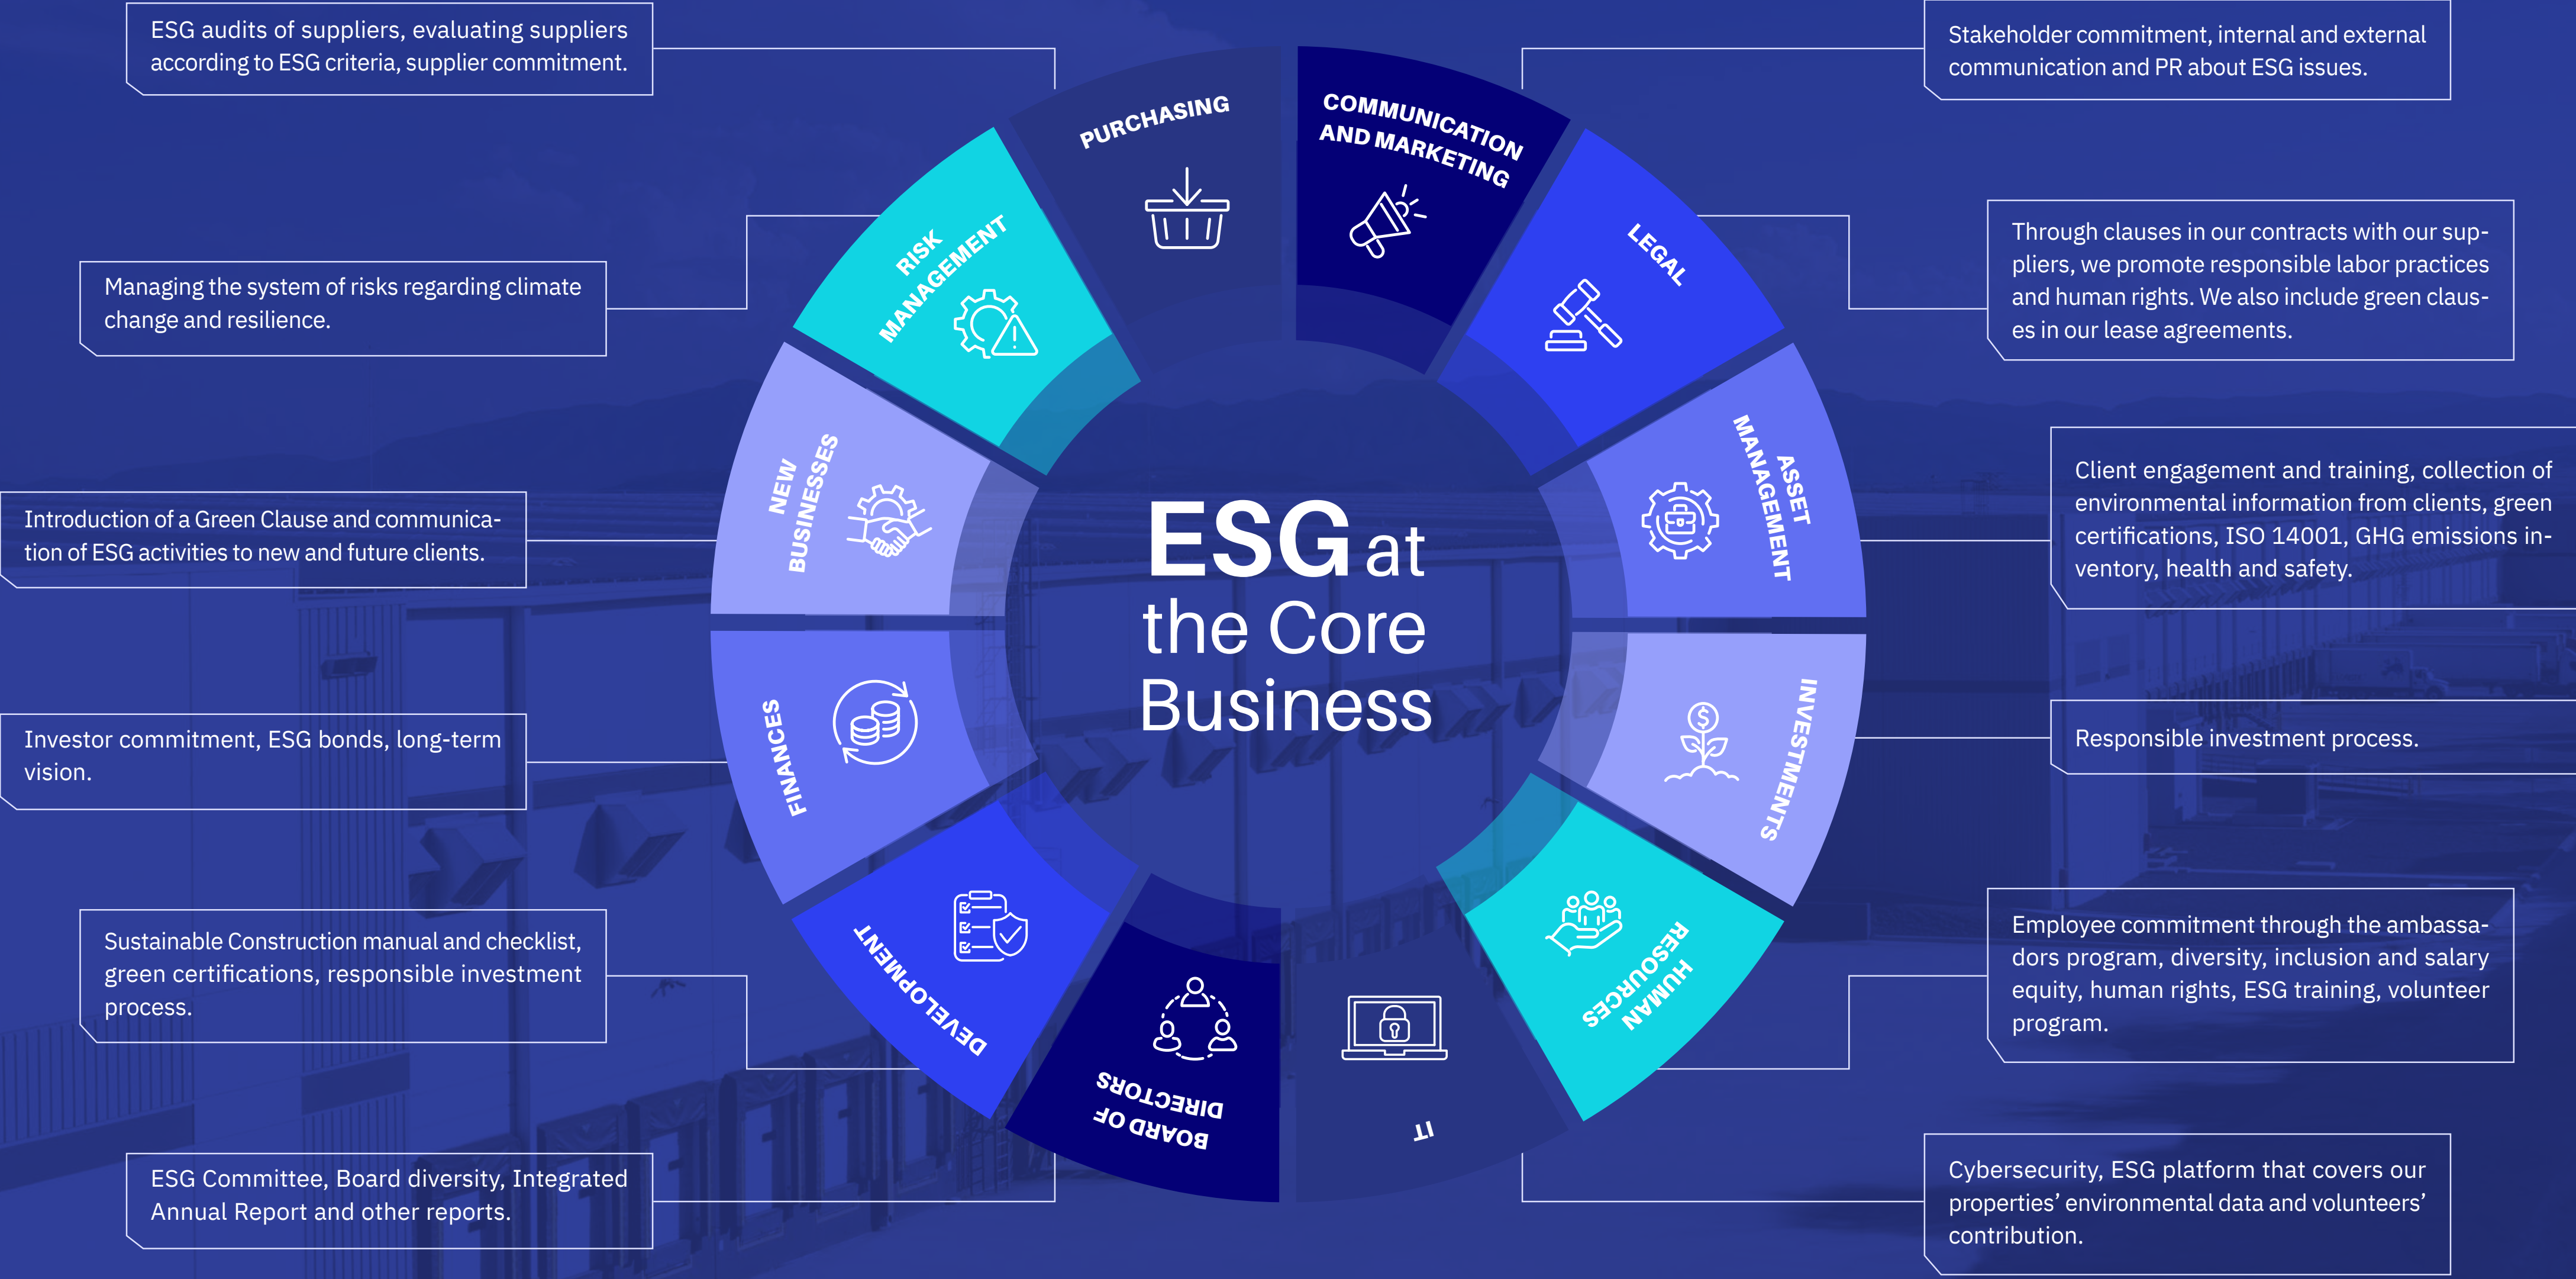 ESG audits of suppliers, evaluating suppliers
according to ESG criteria, supplier commitment.
Stakeholder commitment, internal and external
communication and PR about ESG issues.
PURCHASING
COMMUNICATION
AND MARKETING
RISK
MANAGEMENT
LEGAL
Managing the system of risks regarding climate
change and resilience.
Through clauses in our contracts with our sup-
pliers, we promote responsible labor practices
and human rights. We also include green claus-
es in our lease agreements.
NEW
BUSINESSES
ASSET
MANAGEMENT
Introduction of a Green Clause and communica-
tion of ESG activities to new and future clients.
Client engagement and training, collection of
environmental information from clients, green
certifications, ISO 14001, GHG emissions in-
ventory, health and safety.
ESG at
the Core
Business
FINANCES
INVESTMENTS
Investor commitment, ESG bonds, long-term
vision.
Responsible investment process.
DEVELOPMENT
HUMAN
RESOURCES
Sustainable Construction manual and checklist,
green certifications, responsible investment
process.
Employee commitment through the ambassa-
dors program, diversity, inclusion and salary
equity, human rights, ESG training, volunteer
program.
BOARD OF
DIRECTORS
IT
ESG Committee, Board diversity, Integrated
Annual Report and other reports.
Cybersecurity, ESG platform that covers our
properties’ environmental data and volunteers’
contribution.